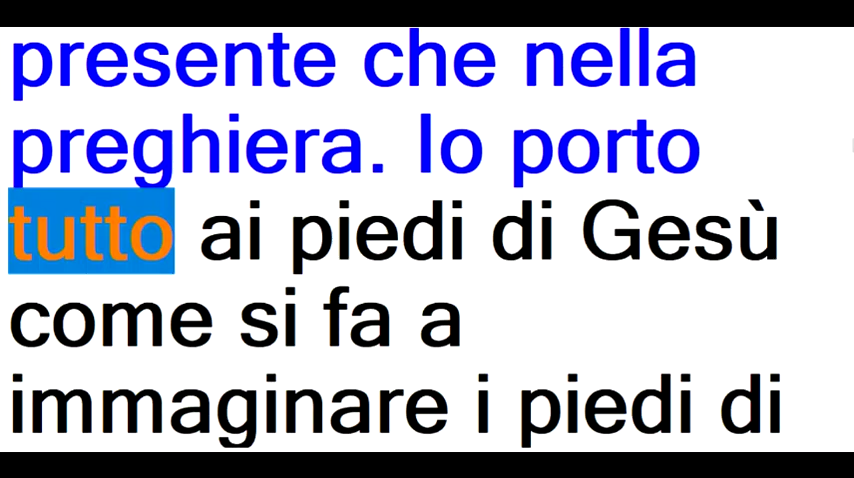 presente che nella
preghiera. Io porto
tutto ai piedi di Gesù
come si fa a
immaginare i piedi di